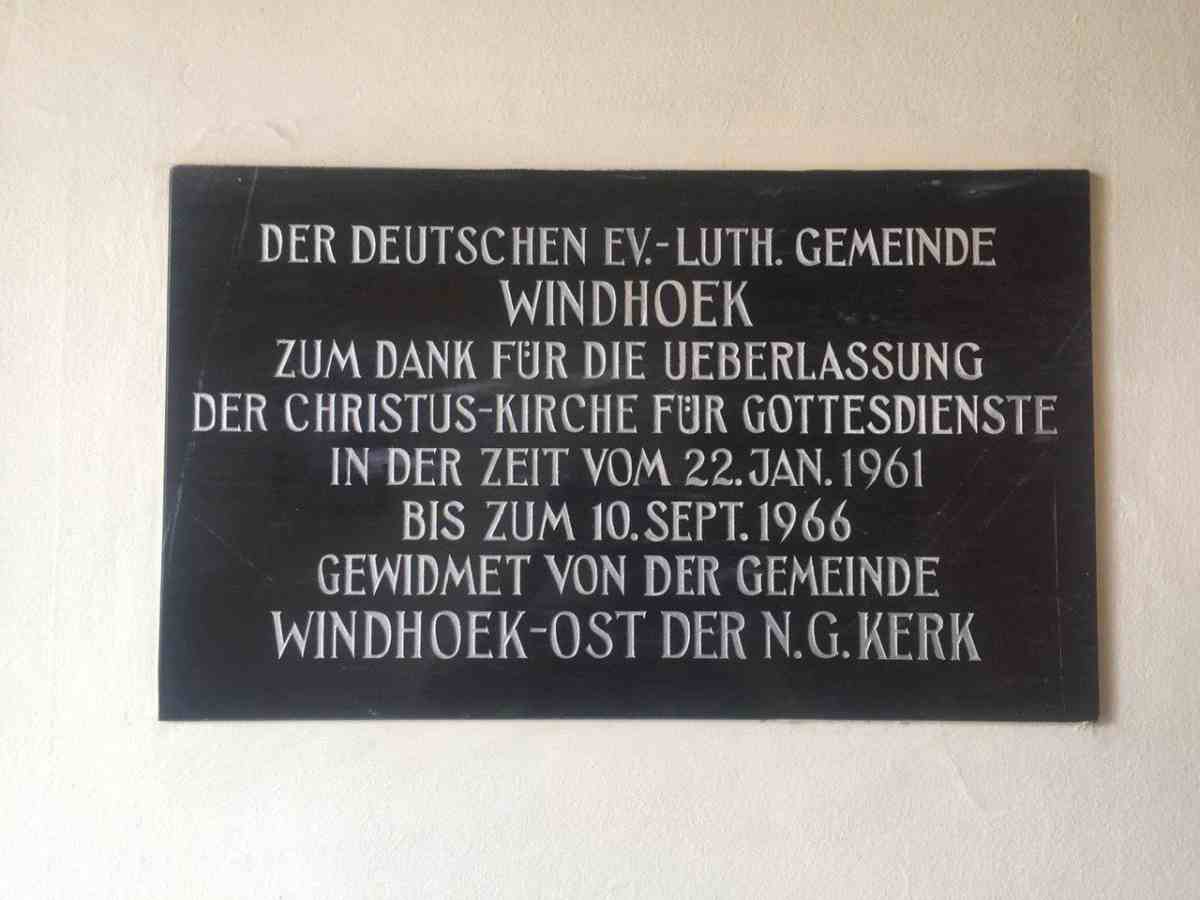 DER DEUTSCHEN EV.-LUTH. GEMEINDE
WINDHOEK
ZUM DANK FÜR DIE UEBERLASSUNG
DER CHRISTUS-KIRCHE FÜR GOTTESDIENSTE
IN DER ZEIT VOM 22. JAN. 1961
BIS ZUM 10. SEPT. 1966
GEWIDMET VON DER GEMEINDE
WINDHOEK-OST DER N.G. KERK